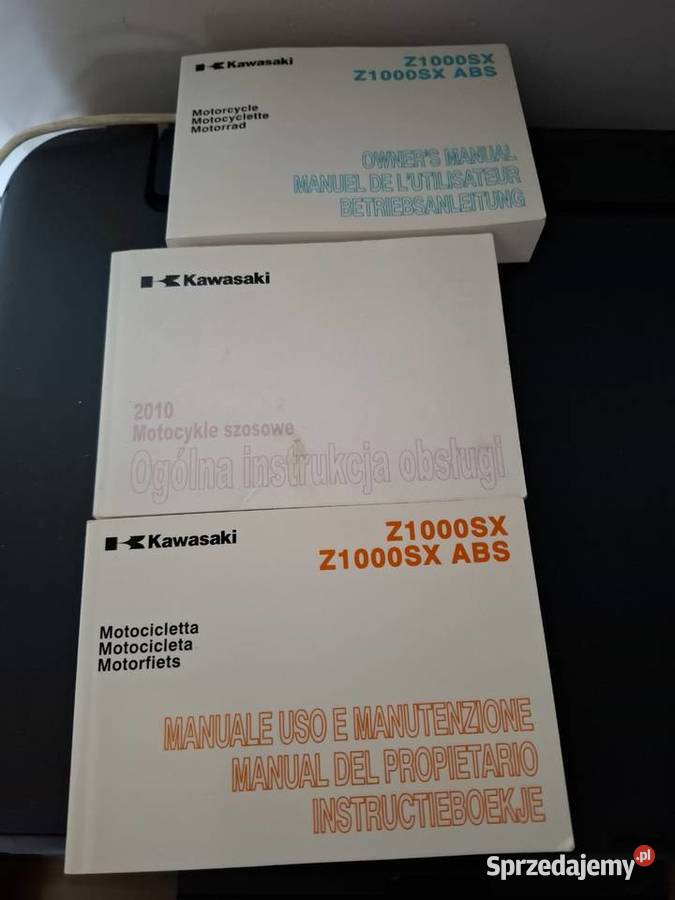 Kawasaki
Z1000SX
Z1000SX ABS
Motorcycle
Motocyclette
Motorrad
OWNER'S MANUAL
MANUEL DE L'UTILISATEUR
BETRIEBSANLEITUNG
Kawasaki
2010
Motocykle szosowe
Ogólna instrukcja obsługi
Kawasaki
Z1000SX
Z1000SX ABS
Motocicletta
Motocicleta
Motorfiets
MANUALE USO E MANUTENZIONE
MANUAL DEL PROPIETARIO
INSTRUCTIEBOEKJE
Sprzedajemy.pl